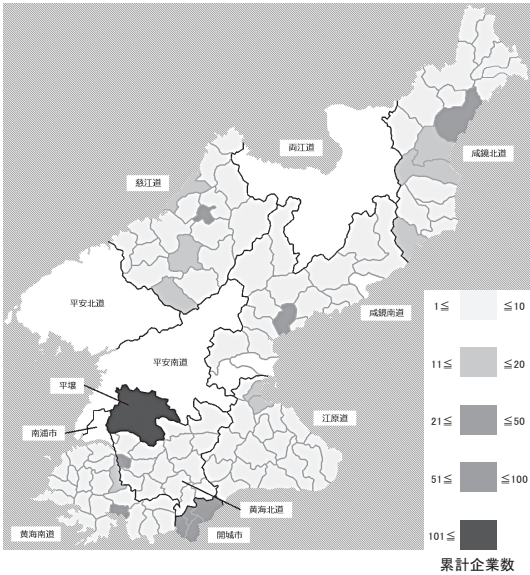 両江道
咸鏡北道
慈江道
平安北道
咸鏡南道
平安南道
平壌
南浦市
江原道
黄海北道
黄海南道
開城市
1≦ ≦10
11≦ ≦20
21≦ ≦50
51≦ ≦100
101≦
累計企業数